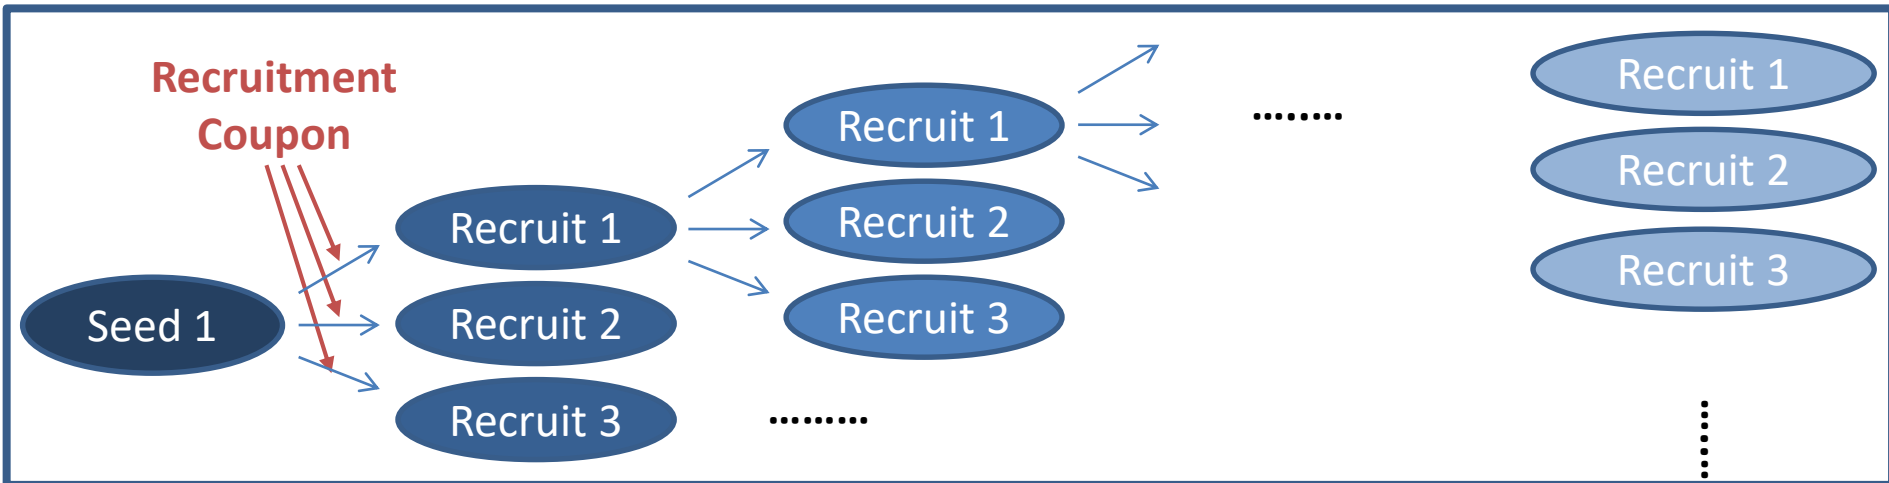 Recruitment
Coupon
Seed 1
Recruit 1
Recruit 2
Recruit 3
.........
Recruit 1
Recruit 2
Recruit 3
........
Recruit 1
Recruit 2
Recruit 3